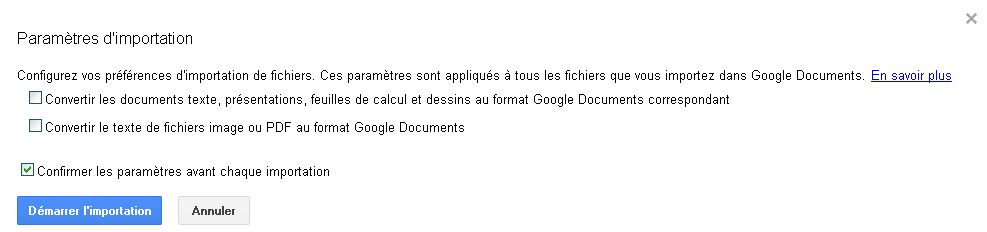 Paramètres d'importation
Configurez vos préférences d'importation de fichiers. Ces paramètres sont appliqués à tous les fichiers que vous importez dans Google Documents. En savoir plus
Convertir les documents texte, présentations, feuilles de calcul et dessins au format Google Documents correspondant
Convertir le texte de fichiers image ou PDF au format Google Documents
Confirmer les paramètres avant chaque importation
Démarrer l'importation Annuler